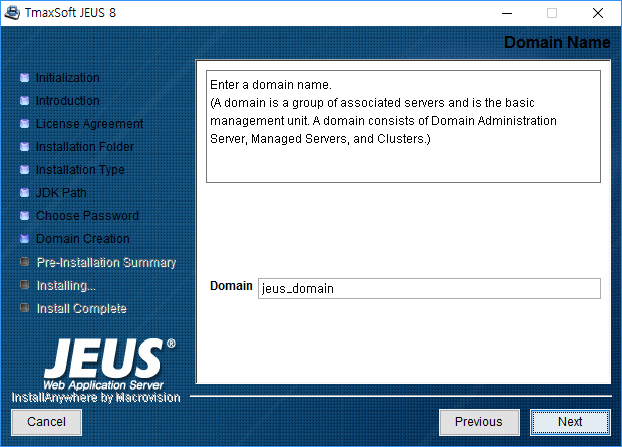 TmaxSoft JEUS 8
Domain Name
Initialization
Introduction
License Agreement
Installation Folder
Installation Type
JDK Path
Choose Password
Domain Creation
Pre-Installation Summary
Installing...
Install Complete
Enter a domain name.
(A domain is a group of associated servers and is the basic
management unit. A domain consists of Domain Administration
Server, Managed Servers, and Clusters.)
Domain jeus_domain
JEUS®
Web Application Server
InstallAnywhere by Macrovision
Cancel Previous Next